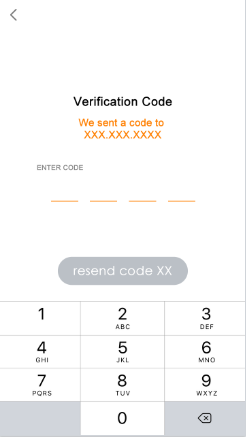 Verification Code
We sent a code to
XXX.XXX.XXXX
ENTER CODE
resend code XX
1 2 3
ABC DEF
4 5 6
GHI JKL MNO
7 8 9
PQRS TUV WXYZ
0